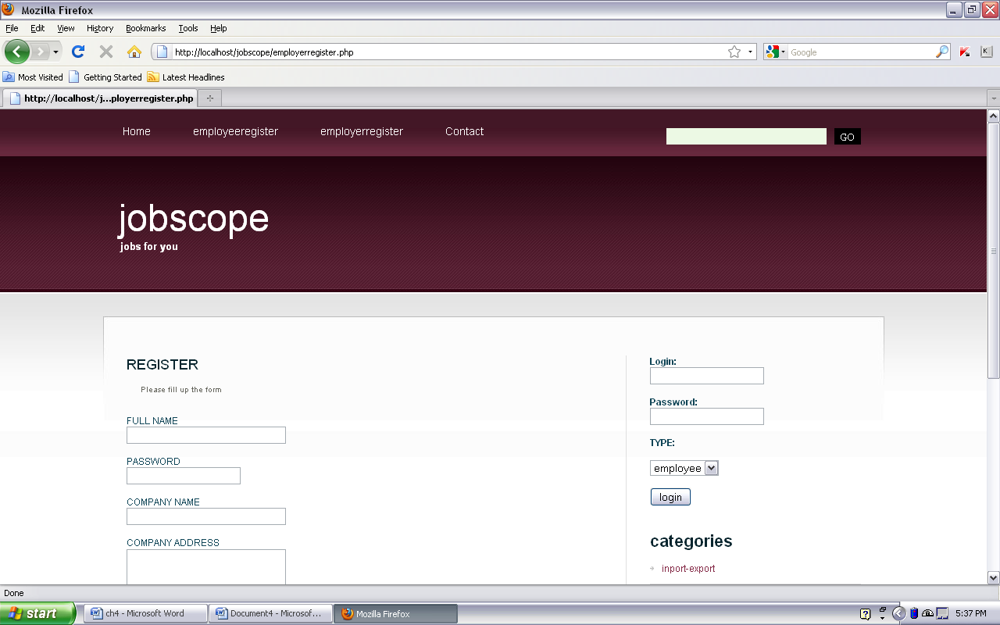 Mozilla Firefox
File Edit View History Bookmarks Tools Help
http://localhost/jobscope/employerregister.php
Google
K
Most Visited Getting Started Latest Headlines
http://localhost/j...ployerregister.php
Home employeeregister employerregister Contact
GO
jobscope
jobs for you
REGISTER
Please fill up the form
FULL NAME
PASSWORD
COMPANY NAME
COMPANY ADDRESS
Login:
Password:
TYPE:
employee
login
categories
inport-export
Done
start ch4 - Microsoft Word Document4 - Microsof... Mozilla Firefox 5:37 PM